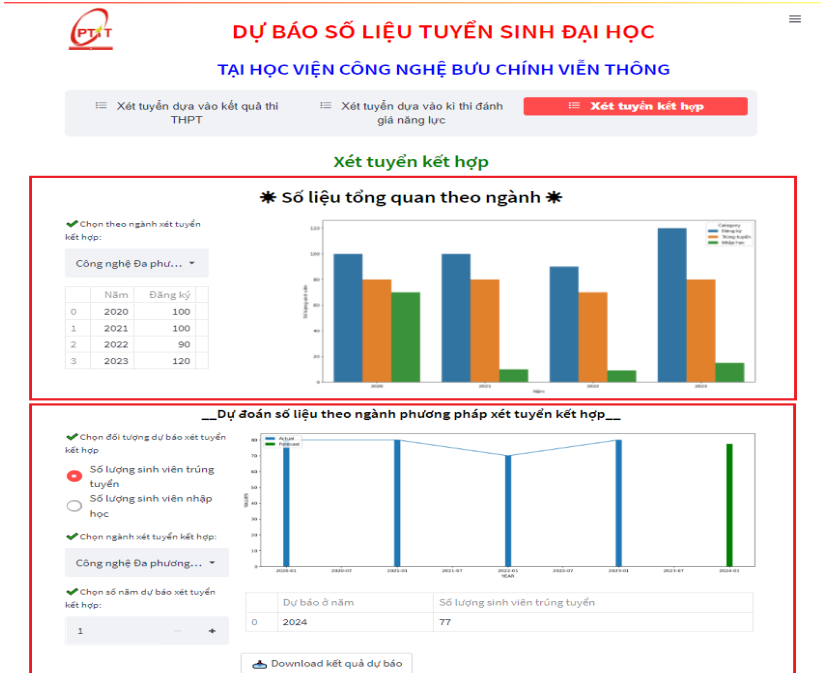 PTIT
DỰ BÁO SỐ LIỆU TUYỂN SINH ĐẠI HỌC
TẠI HỌC VIỆN CÔNG NGHỆ BƯU CHÍNH VIỄN THÔNG
Xét tuyển dựa vào kết quả thi THPT
Xét tuyển dựa vào kì thi đánh giá năng lực
Xét tuyển kết hợp
Xét tuyển kết hợp
✷ Số liệu tổng quan theo ngành ✷
✔Chọn theo ngành xét tuyển
kết hợp:
Công nghệ Đa phư...
Năm Đăng ký
0 2020 100
1 2021 100
2 2022 90
3 2023 120
Số lượng sinh viên
120
100
80
60
40
20
0
2020 2021 2022 2023
Năm
Category
Đăng ký
Trúng tuyển
Nhập học
__Dự đoán số liệu theo ngành phương pháp xét tuyển kết hợp__
✔Chọn đối tượng dự báo xét tuyển
kết hợp
Số lượng sinh viên trúng
tuyển
Số lượng sinh viên nhập
học
✔Chọn ngành xét tuyển kết hợp:
Công nghệ Đa phương...
✔Chọn số năm dự báo xét tuyển
kết hợp:
1 − +
Actual
Forecast
VALUES
80
70
60
50
40
30
20
10
0
2020-01 2020-07 2021-01 2021-07 2022-01 2022-07 2023-01 2023-07 2024-01
YEAR
Dự báo ở năm Số lượng sinh viên trúng tuyển
0 2024 77
Download kết quả dự báo